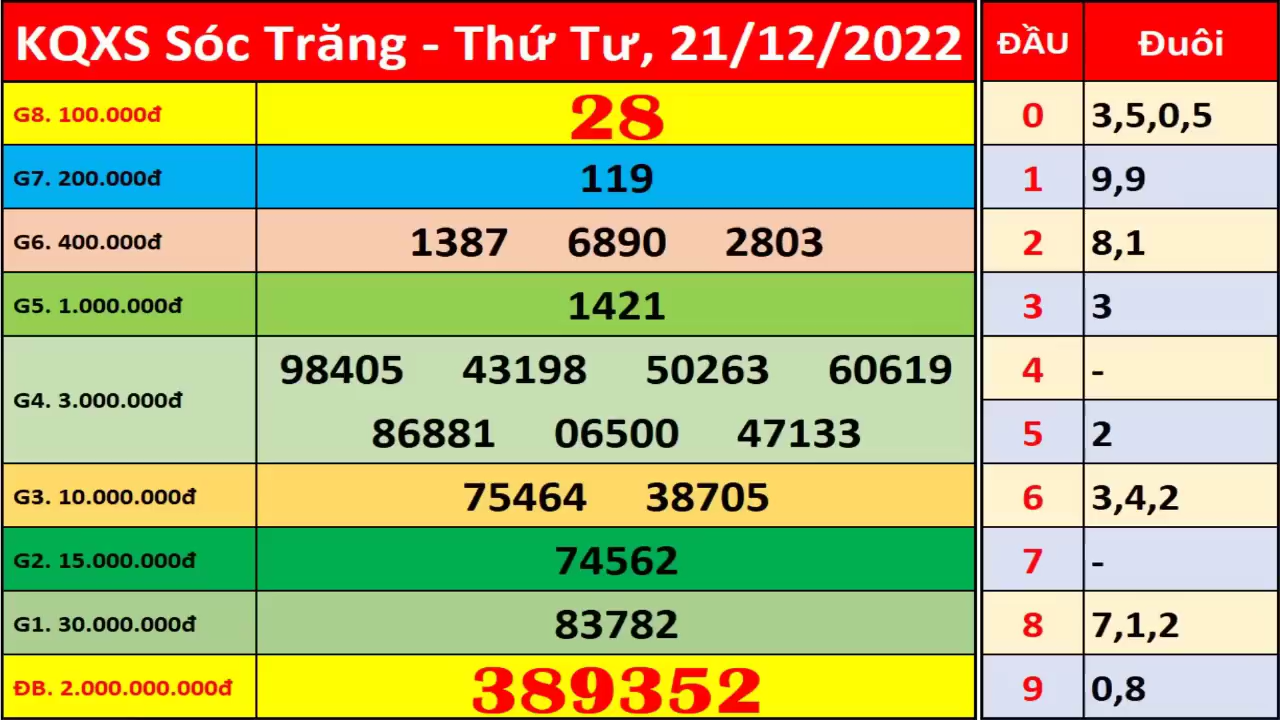 KQXS Sóc Trăng - Thứ Tư, 21/12/2022
G8. 100.000đ 28
G7. 200.000đ 119
G6. 400.000đ 1387 6890 2803
G5. 1.000.000đ 1421
G4. 3.000.000đ 98405 43198 50263 60619
86881 06500 47133
G3. 10.000.000đ 75464 38705
G2. 15.000.000đ 74562
G1. 30.000.000đ 83782
ĐB. 2.000.000.000đ 389352
ĐẦU Đuôi
0 3,5,0,5
1 9,9
2 8,1
3 3
4 -
5 2
6 3,4,2
7 -
8 7,1,2
9 0,8